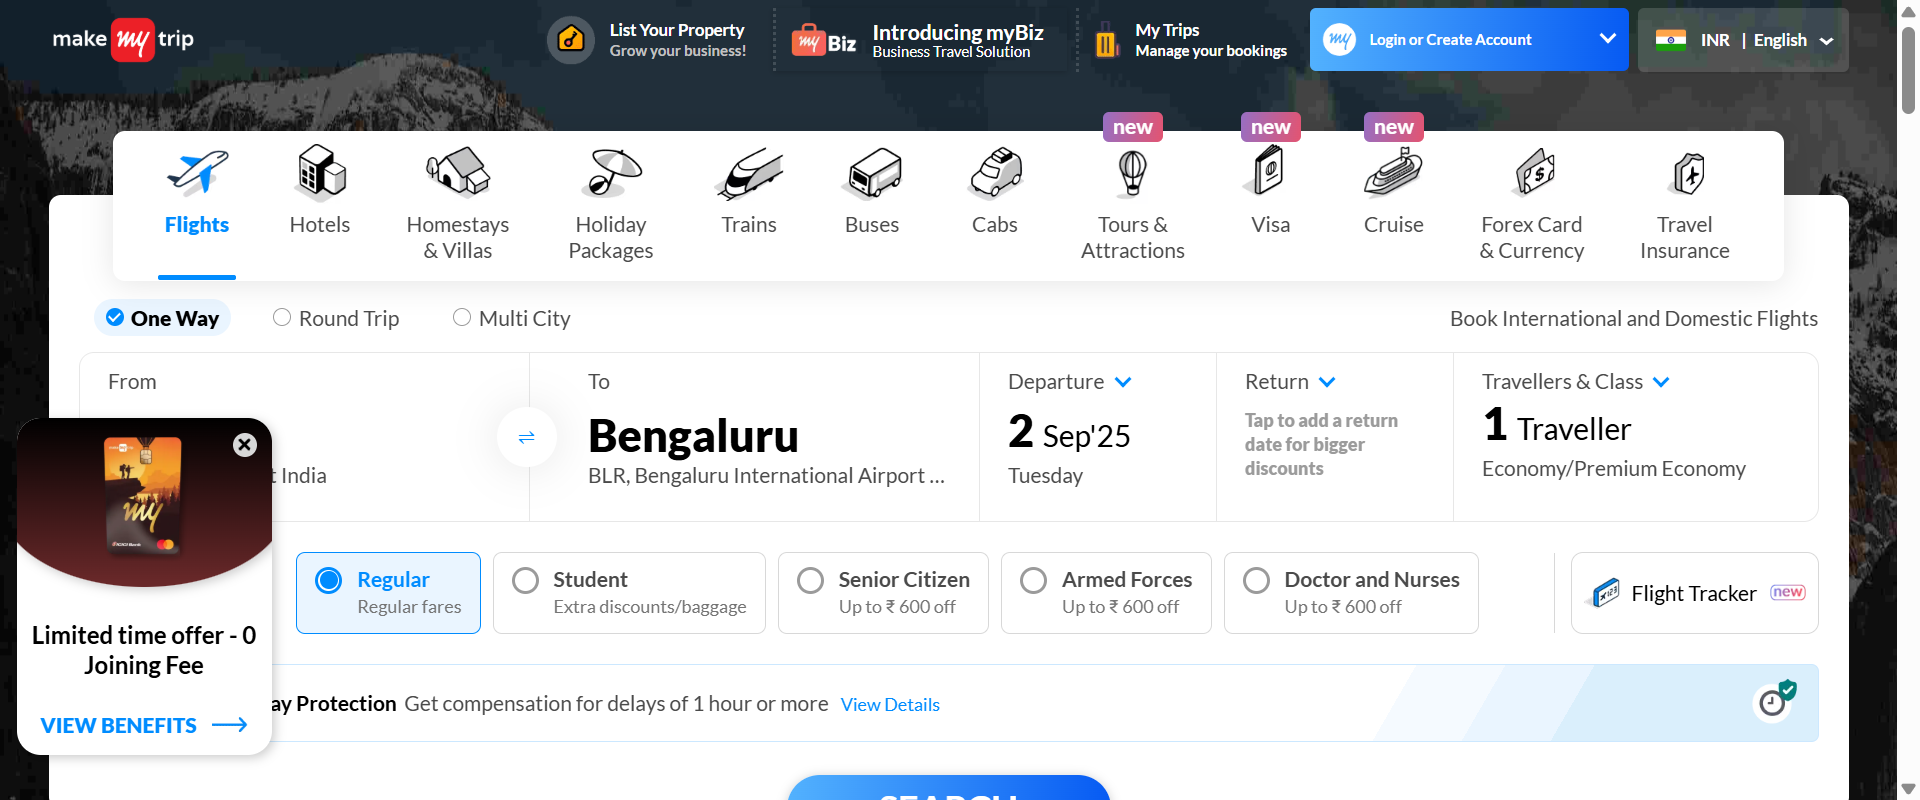 make my trip
List Your Property
Grow your business!
my Biz
Introducing myBiz
Business Travel Solution
My Trips
Manage your bookings
my
Login or Create Account
INR | English
new
new
new
Flights
Hotels
Homestays
& Villas
Holiday
Packages
Trains
Buses
Cabs
Tours &
Attractions
Visa
Cruise
Forex Card
& Currency
Travel
Insurance
One Way
Round Trip
Multi City
Book International and Domestic Flights
From
t India
To
Bengaluru
BLR, Bengaluru International Airport ...
Departure
2 Sep'25
Tuesday
Return
Tap to add a return
date for bigger
discounts
Travellers & Class
1 Traveller
Economy/Premium Economy
my
ICICI Bank
Limited time offer - 0
Joining Fee
VIEW BENEFITS
Regular
Regular fares
Student
Extra discounts/baggage
Senior Citizen
Up to ₹ 600 off
Armed Forces
Up to ₹ 600 off
Doctor and Nurses
Up to ₹ 600 off
Flight Tracker new
ay Protection Get compensation for delays of 1 hour or more View Details
SEARCH